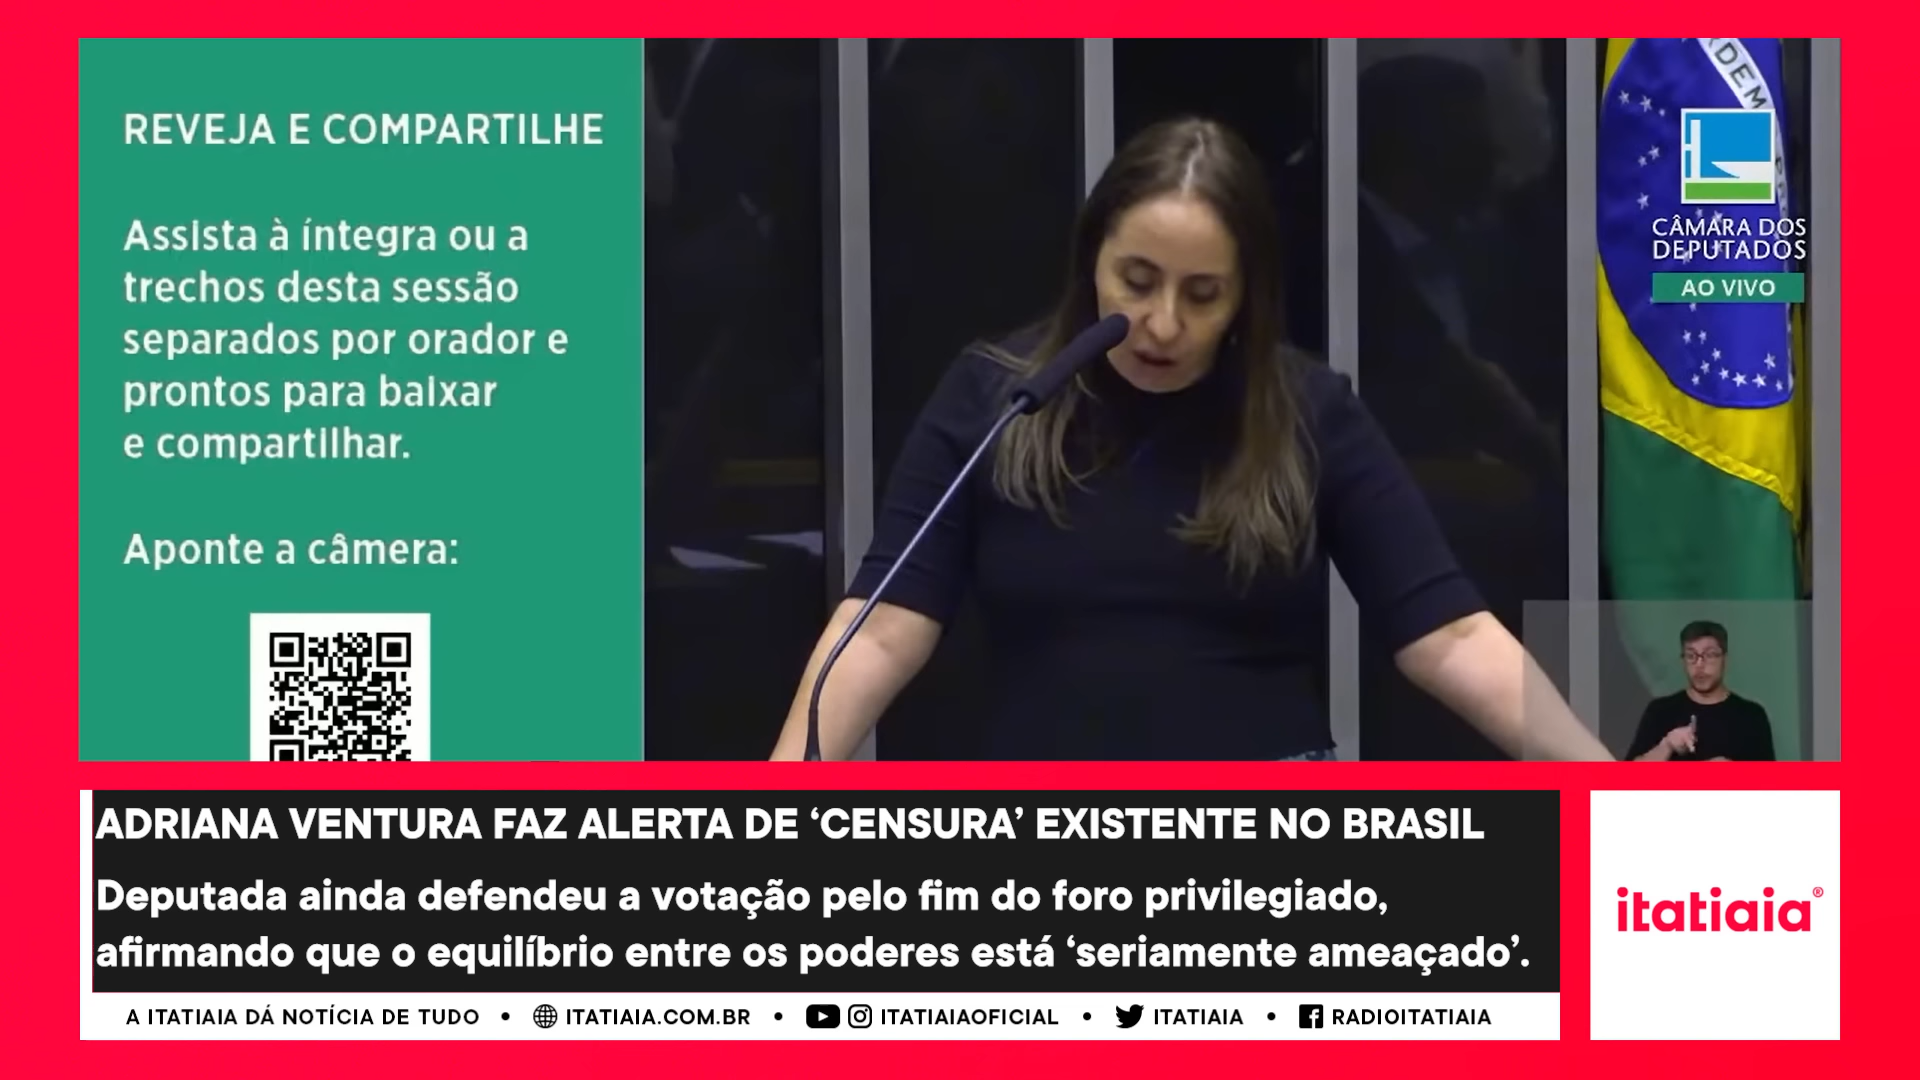 REVEJA E COMPARTILHE
Assista à íntegra ou a
trechos desta sessão
separados por orador e
prontos para baixar
e compartilhar.
Aponte a câmera:
RDEM
CÂMARA DOS
DEPUTADOS
AO VIVO
ADRIANA VENTURA FAZ ALERTA DE ‘CENSURA’ EXISTENTE NO BRASIL
Deputada ainda defendeu a votação pelo fim do foro privilegiado,
afirmando que o equilíbrio entre os poderes está ‘seriamente ameaçado’.
itatiaia®
A ITATIAIA DÁ NOTÍCIA DE TUDO • ITATIAIA.COM.BR • ITATIAIAOFICIAL • ITATIAIA • RADIOITATIAIA